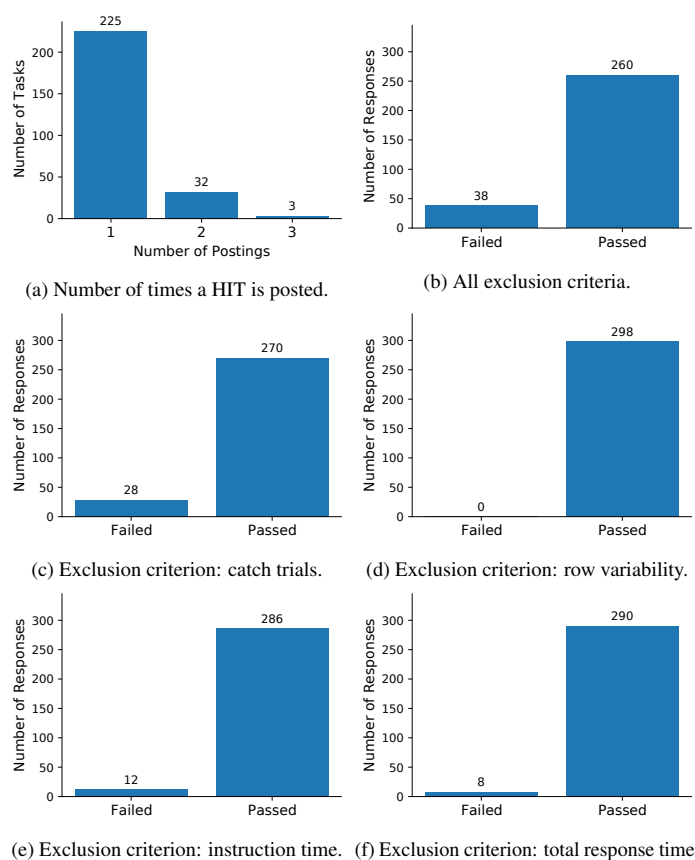 225
32
3
200
150
100
50
0
Number of Tasks
1 2 3
Number of Postings
(a) Number of times a HIT is posted.
260
38
300
250
200
150
100
50
0
Number of Responses
Failed Passed
(b) All exclusion criteria.
270
28
300
250
200
150
100
50
0
Number of Responses
Failed Passed
(c) Exclusion criterion: catch trials.
298
0
300
250
200
150
100
50
0
Number of Responses
Failed Passed
(d) Exclusion criterion: row variability.
286
12
300
250
200
150
100
50
0
Number of Responses
Failed Passed
(e) Exclusion criterion: instruction time.
290
8
300
250
200
150
100
50
0
Number of Responses
Failed Passed
(f) Exclusion criterion: total response time